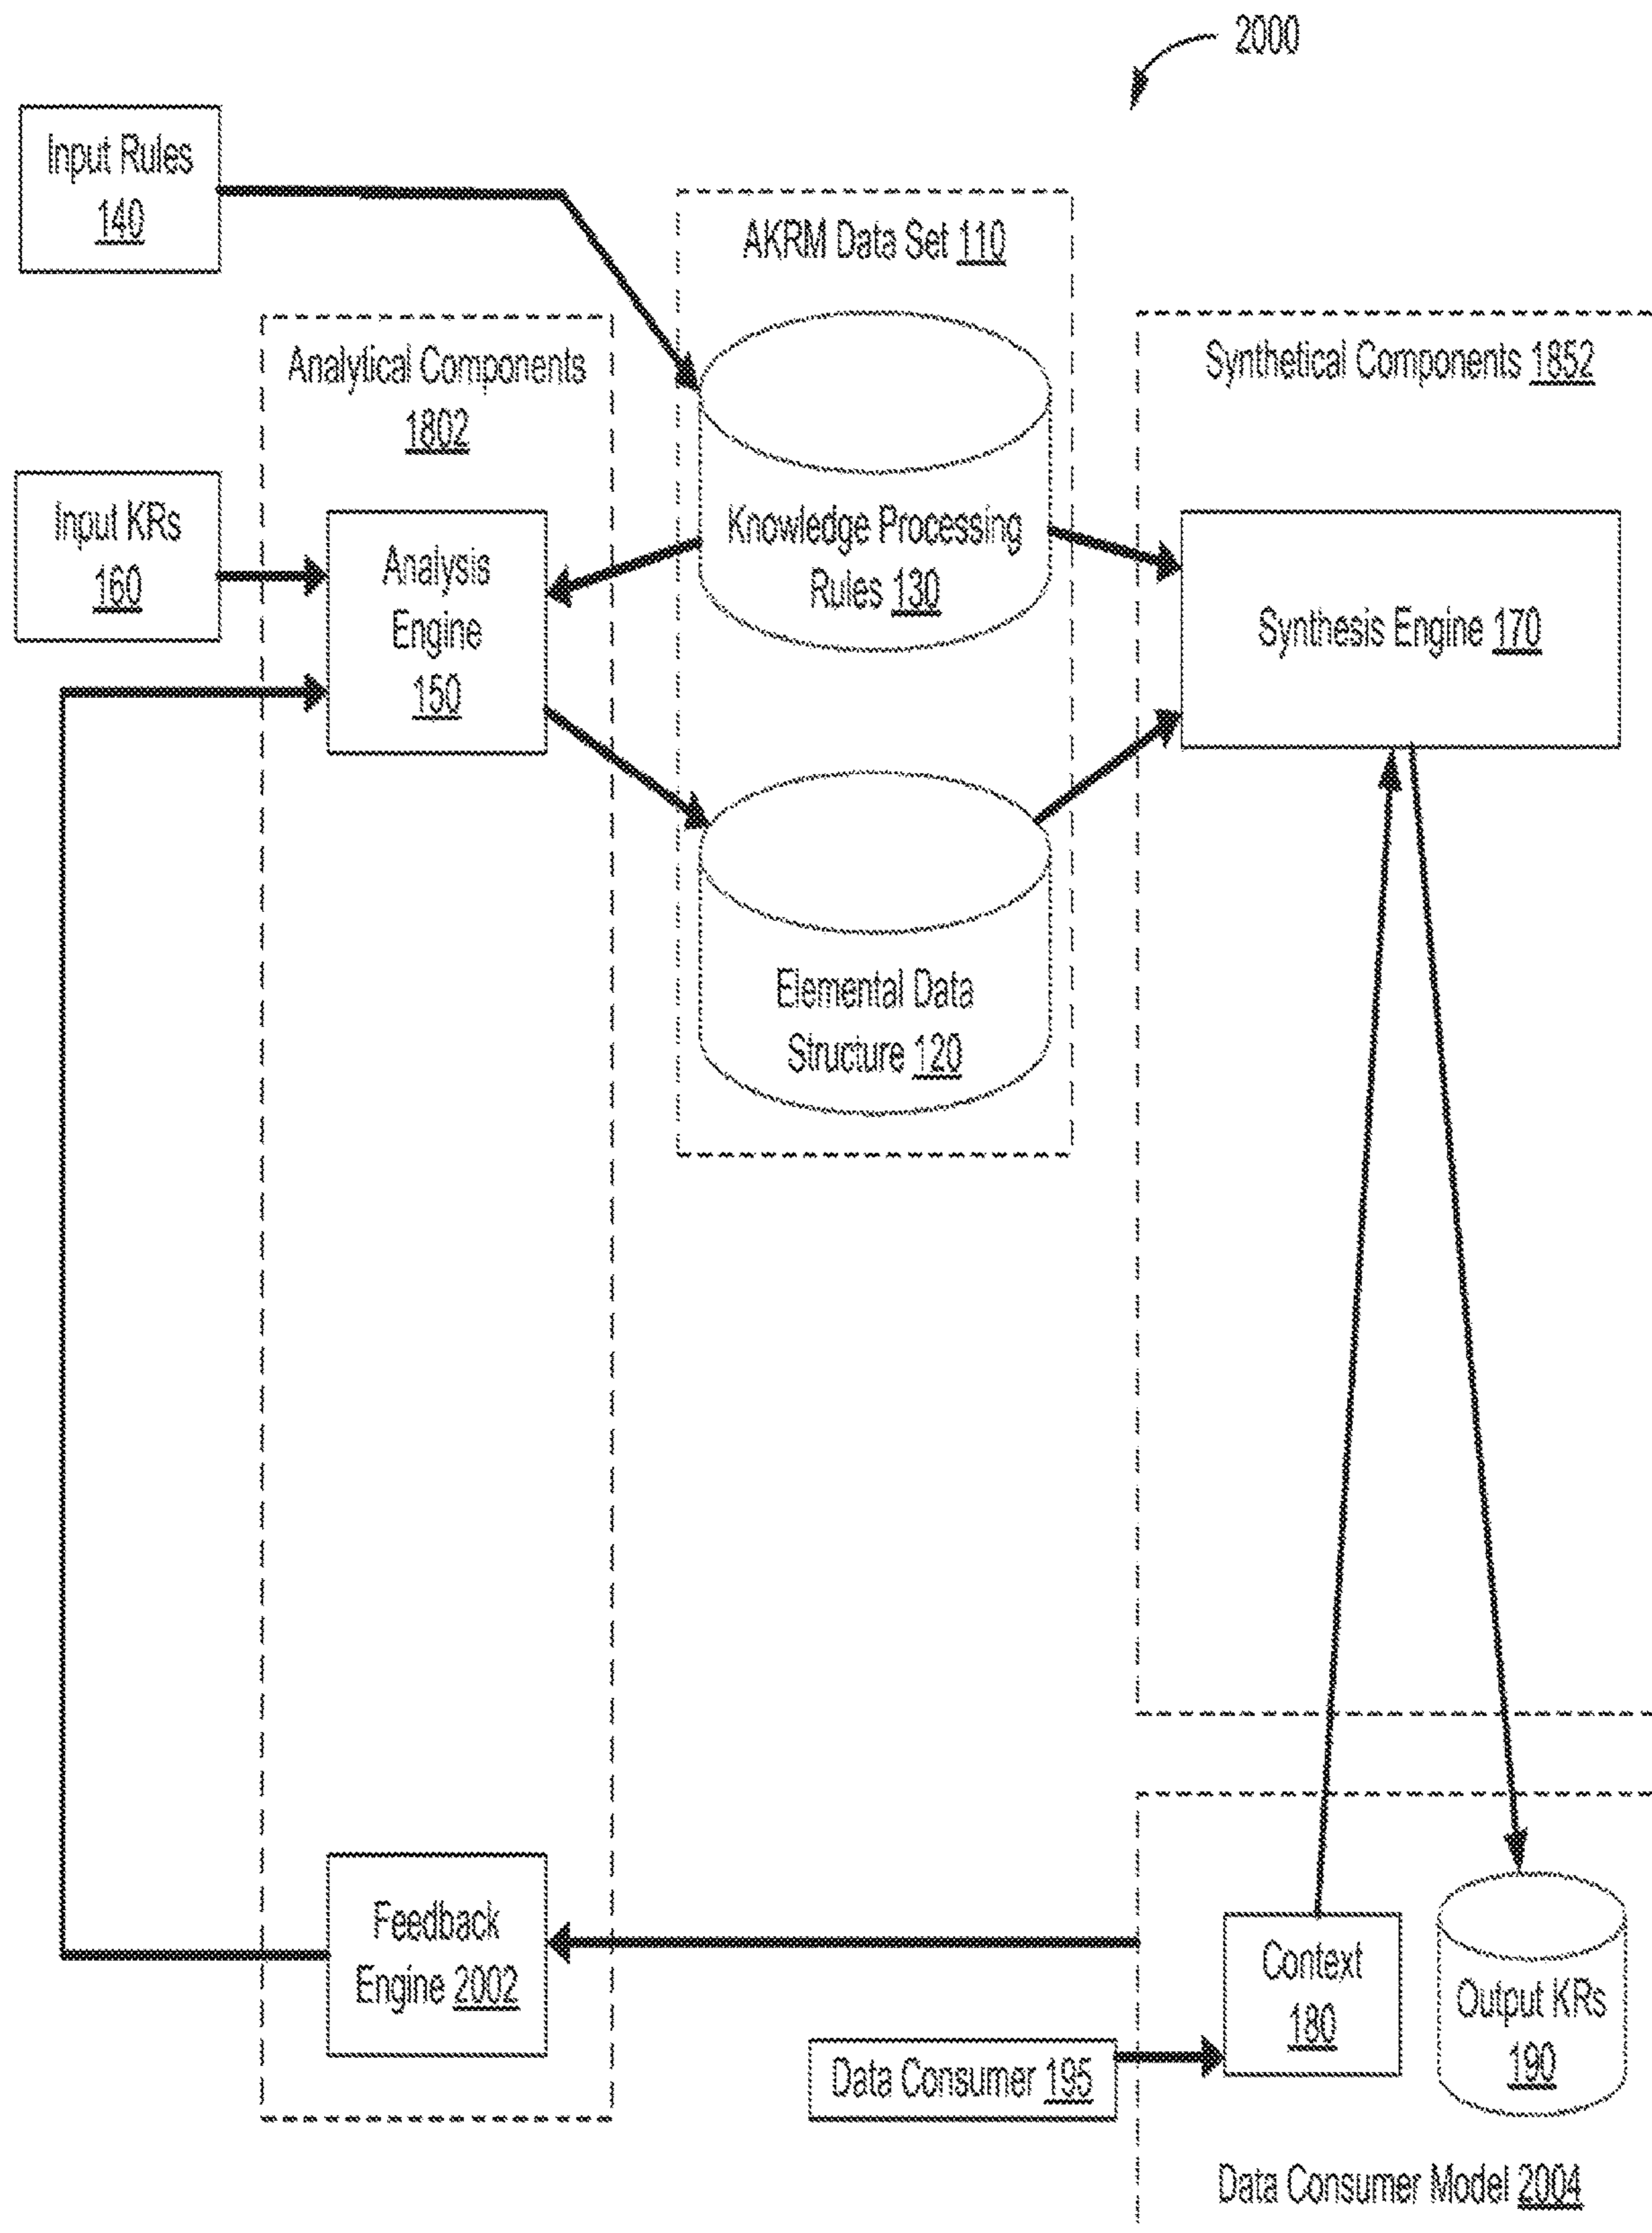 2000
Input Rules
140
AKRM Data Set 110
Analytical Components
1802
Synthetical Components 1852
Input KRs
160
Analysis
Engine
150
Knowledge Processing
Rules 130
Synthesis Engine 170
Elemental Data
Structure 120
Feedback
Engine 2002
Context
180
Output KRs
190
Data Consumer 195
Data Consumer Model 2004